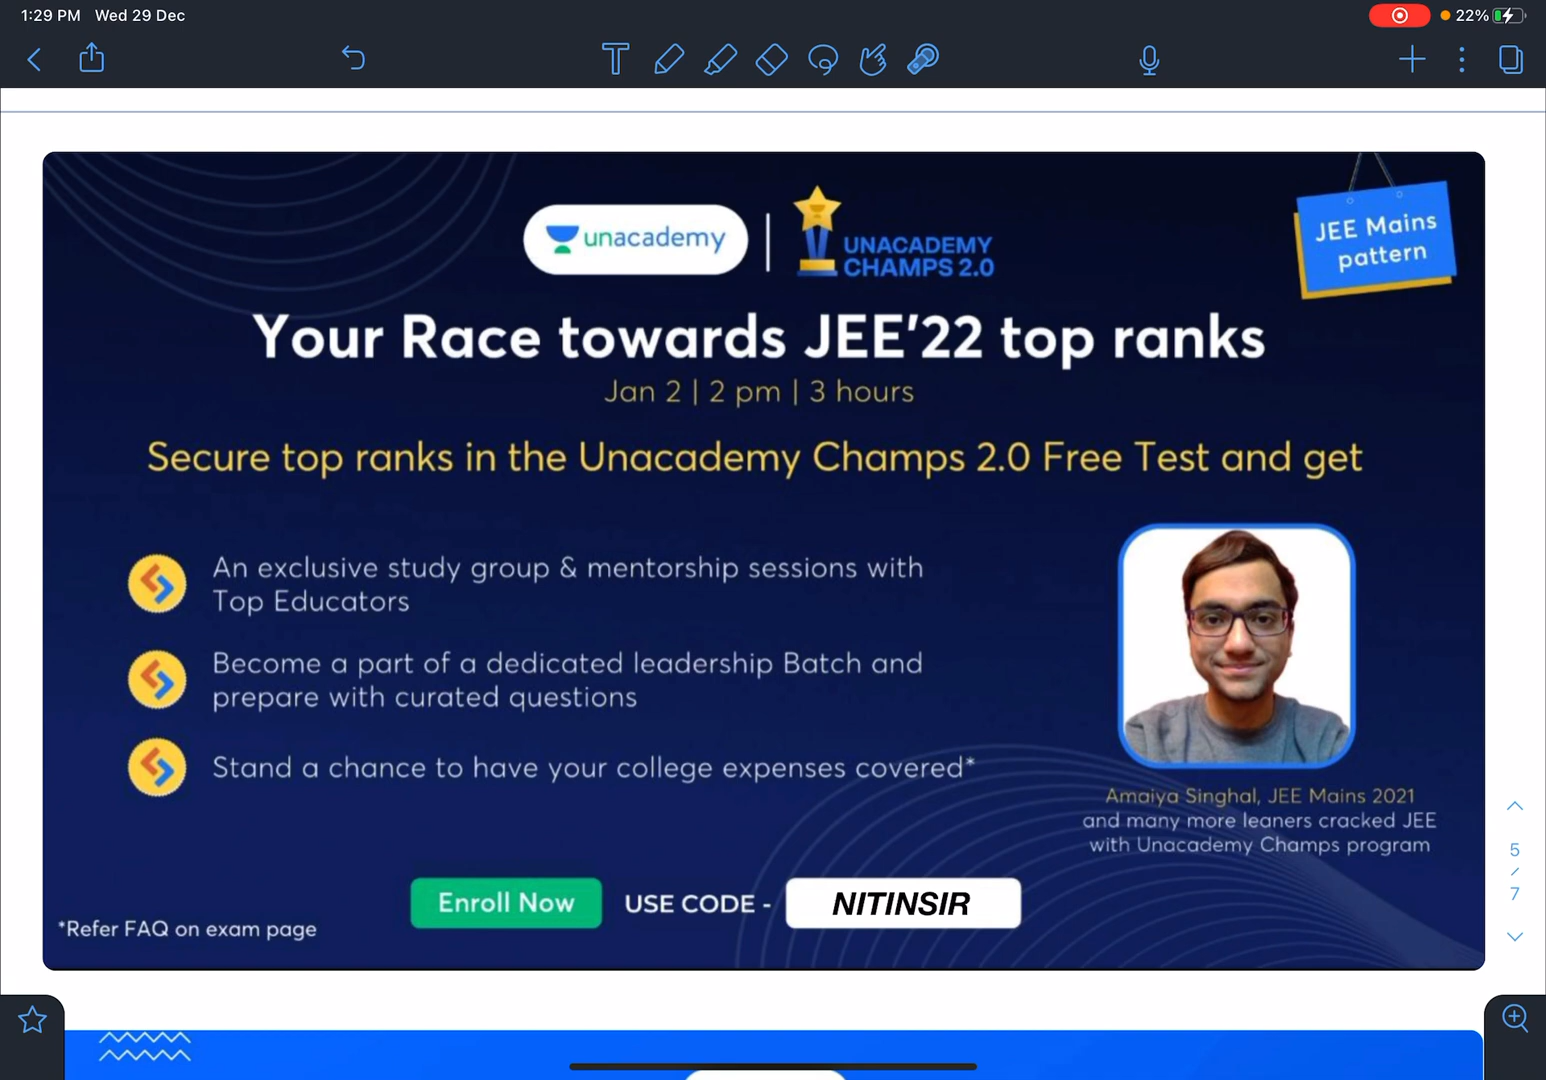 1:29 PM Wed 29 Dec
22%
unacademy
UNACADEMY
CHAMPS 2.0
JEE Mains
pattern
Your Race towards JEE'22 top ranks
Jan 2 | 2 pm | 3 hours
Secure top ranks in the Unacademy Champs 2.0 Free Test and get
An exclusive study group & mentorship sessions with
Top Educators
Become a part of a dedicated leadership Batch and
prepare with curated questions
Stand a chance to have your college expenses covered*
Amaiya Singhal, JEE Mains 2021
and many more leaners cracked JEE
with Unacademy Champs program
Enroll Now
USE CODE -
NITINSIR
*Refer FAQ on exam page
5
/
7